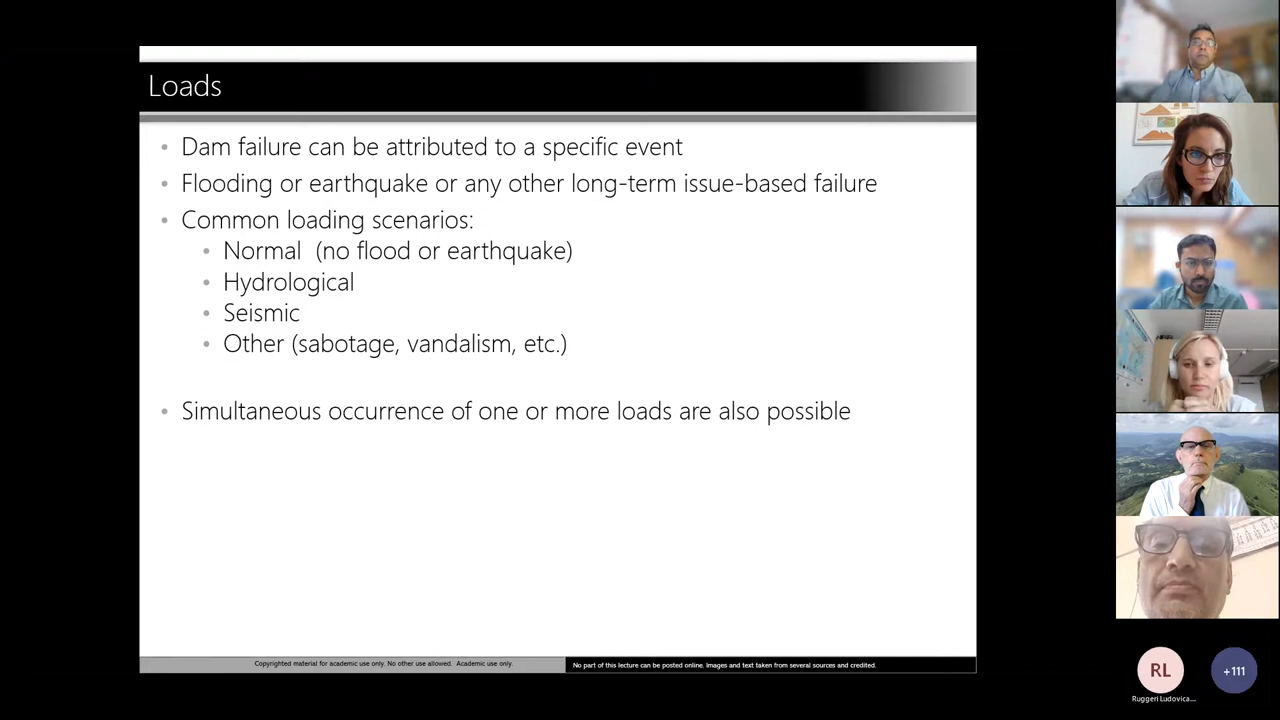 Loads
Dam failure can be attributed to a specific event
Flooding or earthquake or any other long-term issue-based failure
Common loading scenarios:
Normal (no flood or earthquake)
Hydrological
Seismic
Other (sabotage, vandalism, etc.)
Simultaneous occurrence of one or more loads are also possible
Copyrighted material for academic use only. No other use allowed. Academic use only.
No part of this lecture can be posted online. Images and text taken from several sources and credited.
RL
+111
Ruggeri Ludovica...